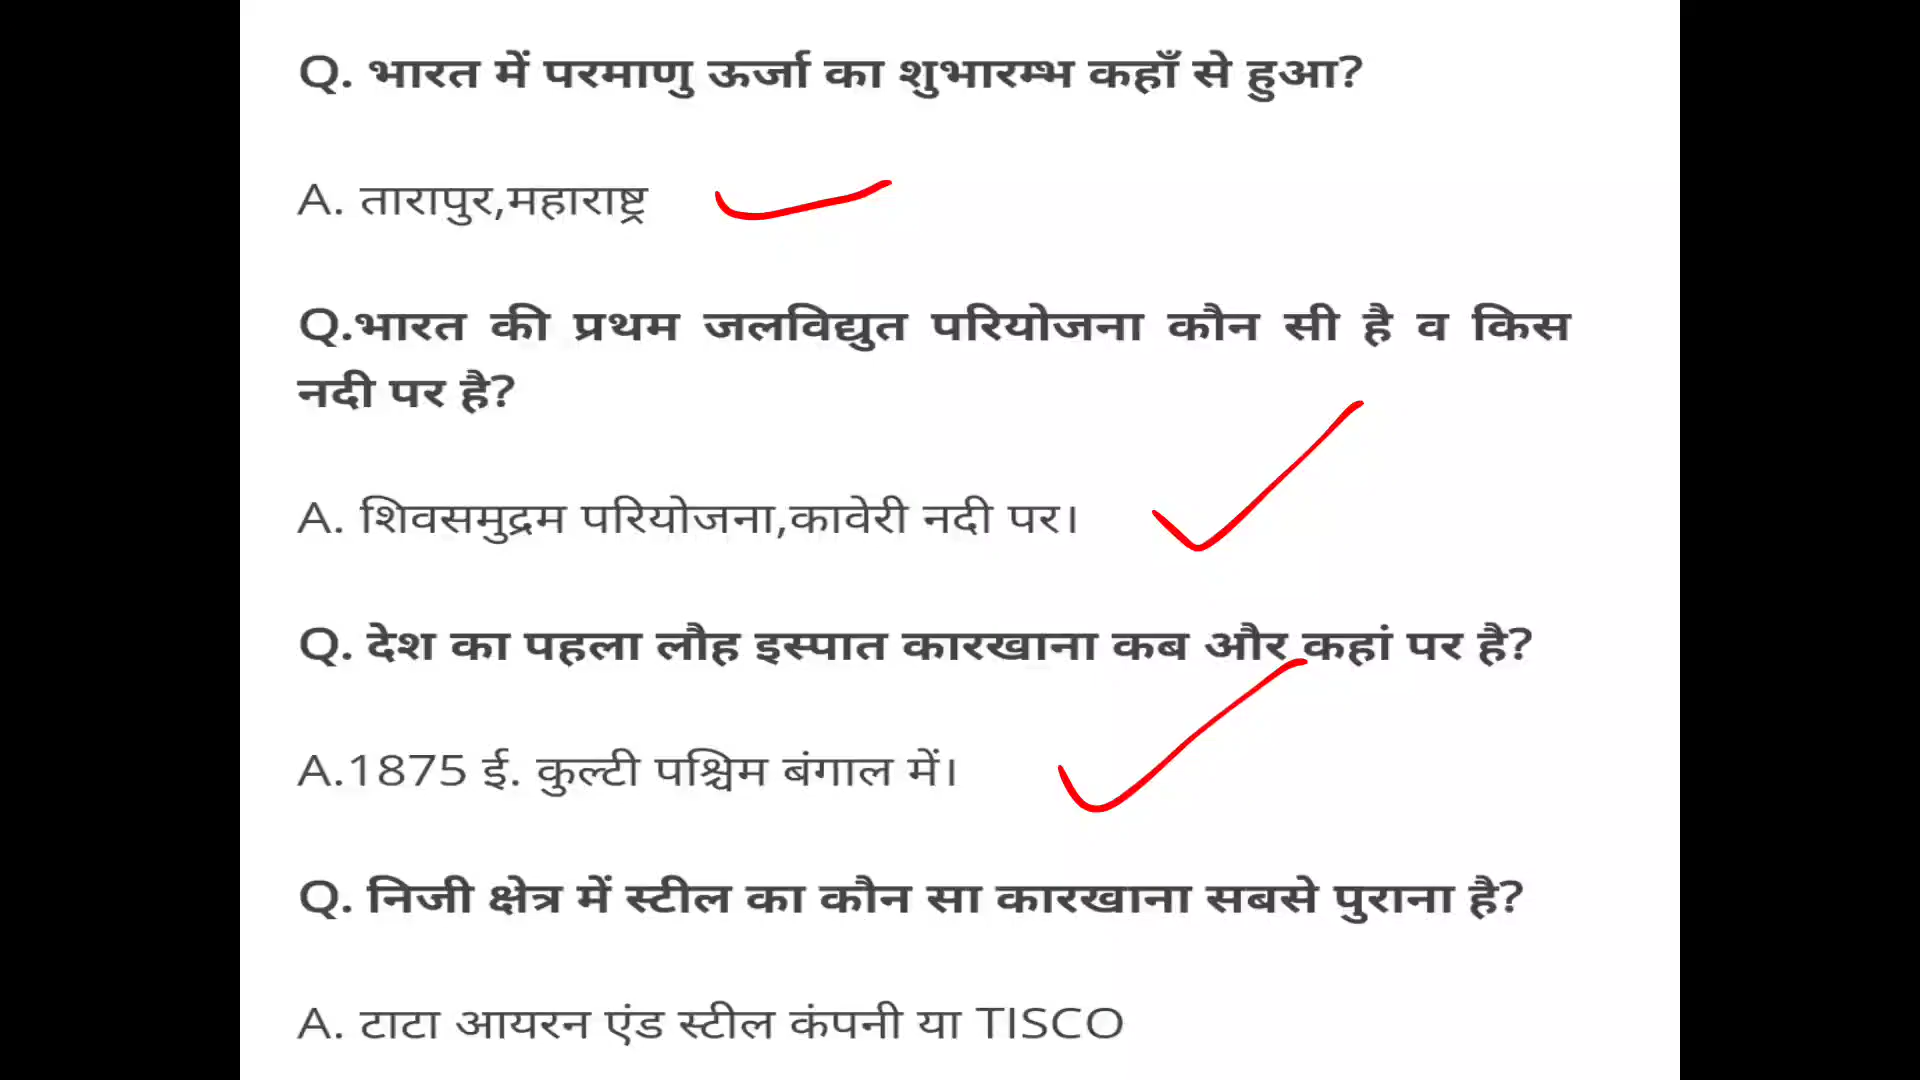 Q. भारत में परमाणु ऊर्जा का शुभारम्भ कहाँ से हुआ?
A. तारापुर,महाराष्ट्र
Q.भारत की प्रथम जलविद्युत परियोजना कौन सी है व किस
नदी पर है?
A. शिवसमुद्रम परियोजना,कावेरी नदी पर।
Q. देश का पहला लौह इस्पात कारखाना कब और कहां पर है?
A.1875 ई. कुल्टी पश्चिम बंगाल में।
Q. निजी क्षेत्र में स्टील का कौन सा कारखाना सबसे पुराना है?
A. टाटा आयरन एंड स्टील कंपनी या TISCO